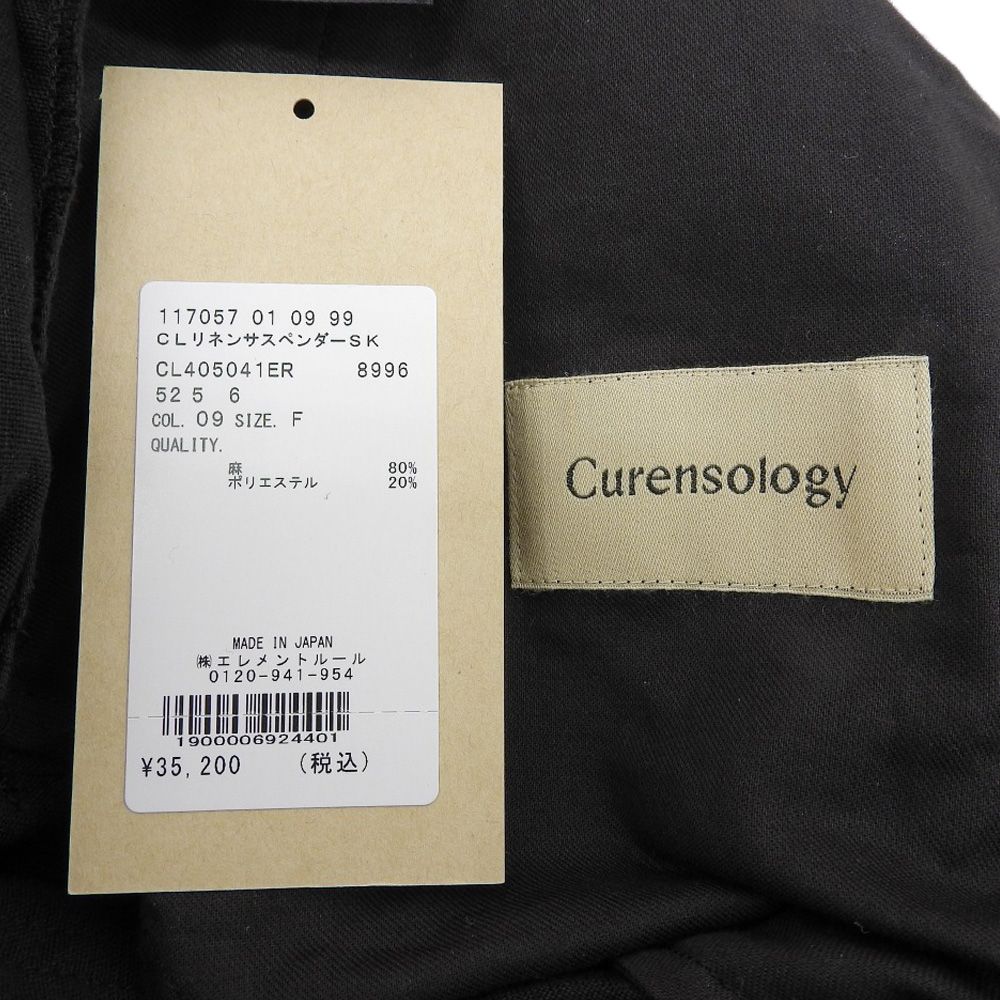 117057 01 09 99
CLリネンサスペンダーSK
CL405041ER 8996
52 5 6
COL. 09 SIZE. F
QUALITY.
麻 80%
ポリエステル 20%
MADE IN JAPAN
㈱エレメントルール
0120-941-954
1900006924401
¥35,200 (税込)
Curensology